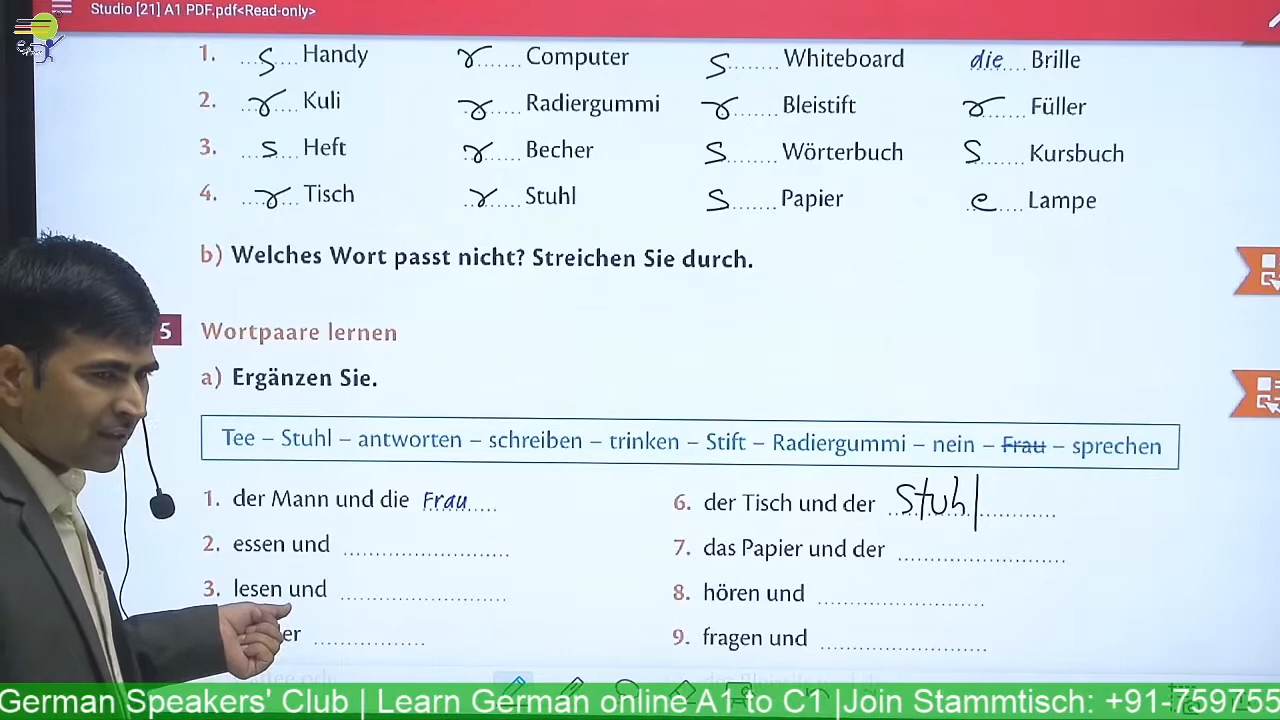 Studio [21] A1 PDF.pdf<Read-only>
1. s Handy r Computer s Whiteboard die Brille
2. r Kuli r Radiergummi r Bleistift r Füller
3. s Heft r Becher s Wörterbuch s Kursbuch
4. r Tisch r Stuhl s Papier e Lampe
b) Welches Wort passt nicht? Streichen Sie durch.
5 Wortpaare lernen
a) Ergänzen Sie.
Tee – Stuhl – antworten – schreiben – trinken – Stift – Radiergummi – nein – Frau – sprechen
1. der Mann und die Frau
2. essen und
3. lesen und
er
6. der Tisch und der Stuhl
7. das Papier und der
8. hören und
9. fragen und
German Speakers' Club | Learn German online A1 to C1 |Join Stammtisch: +91-759755